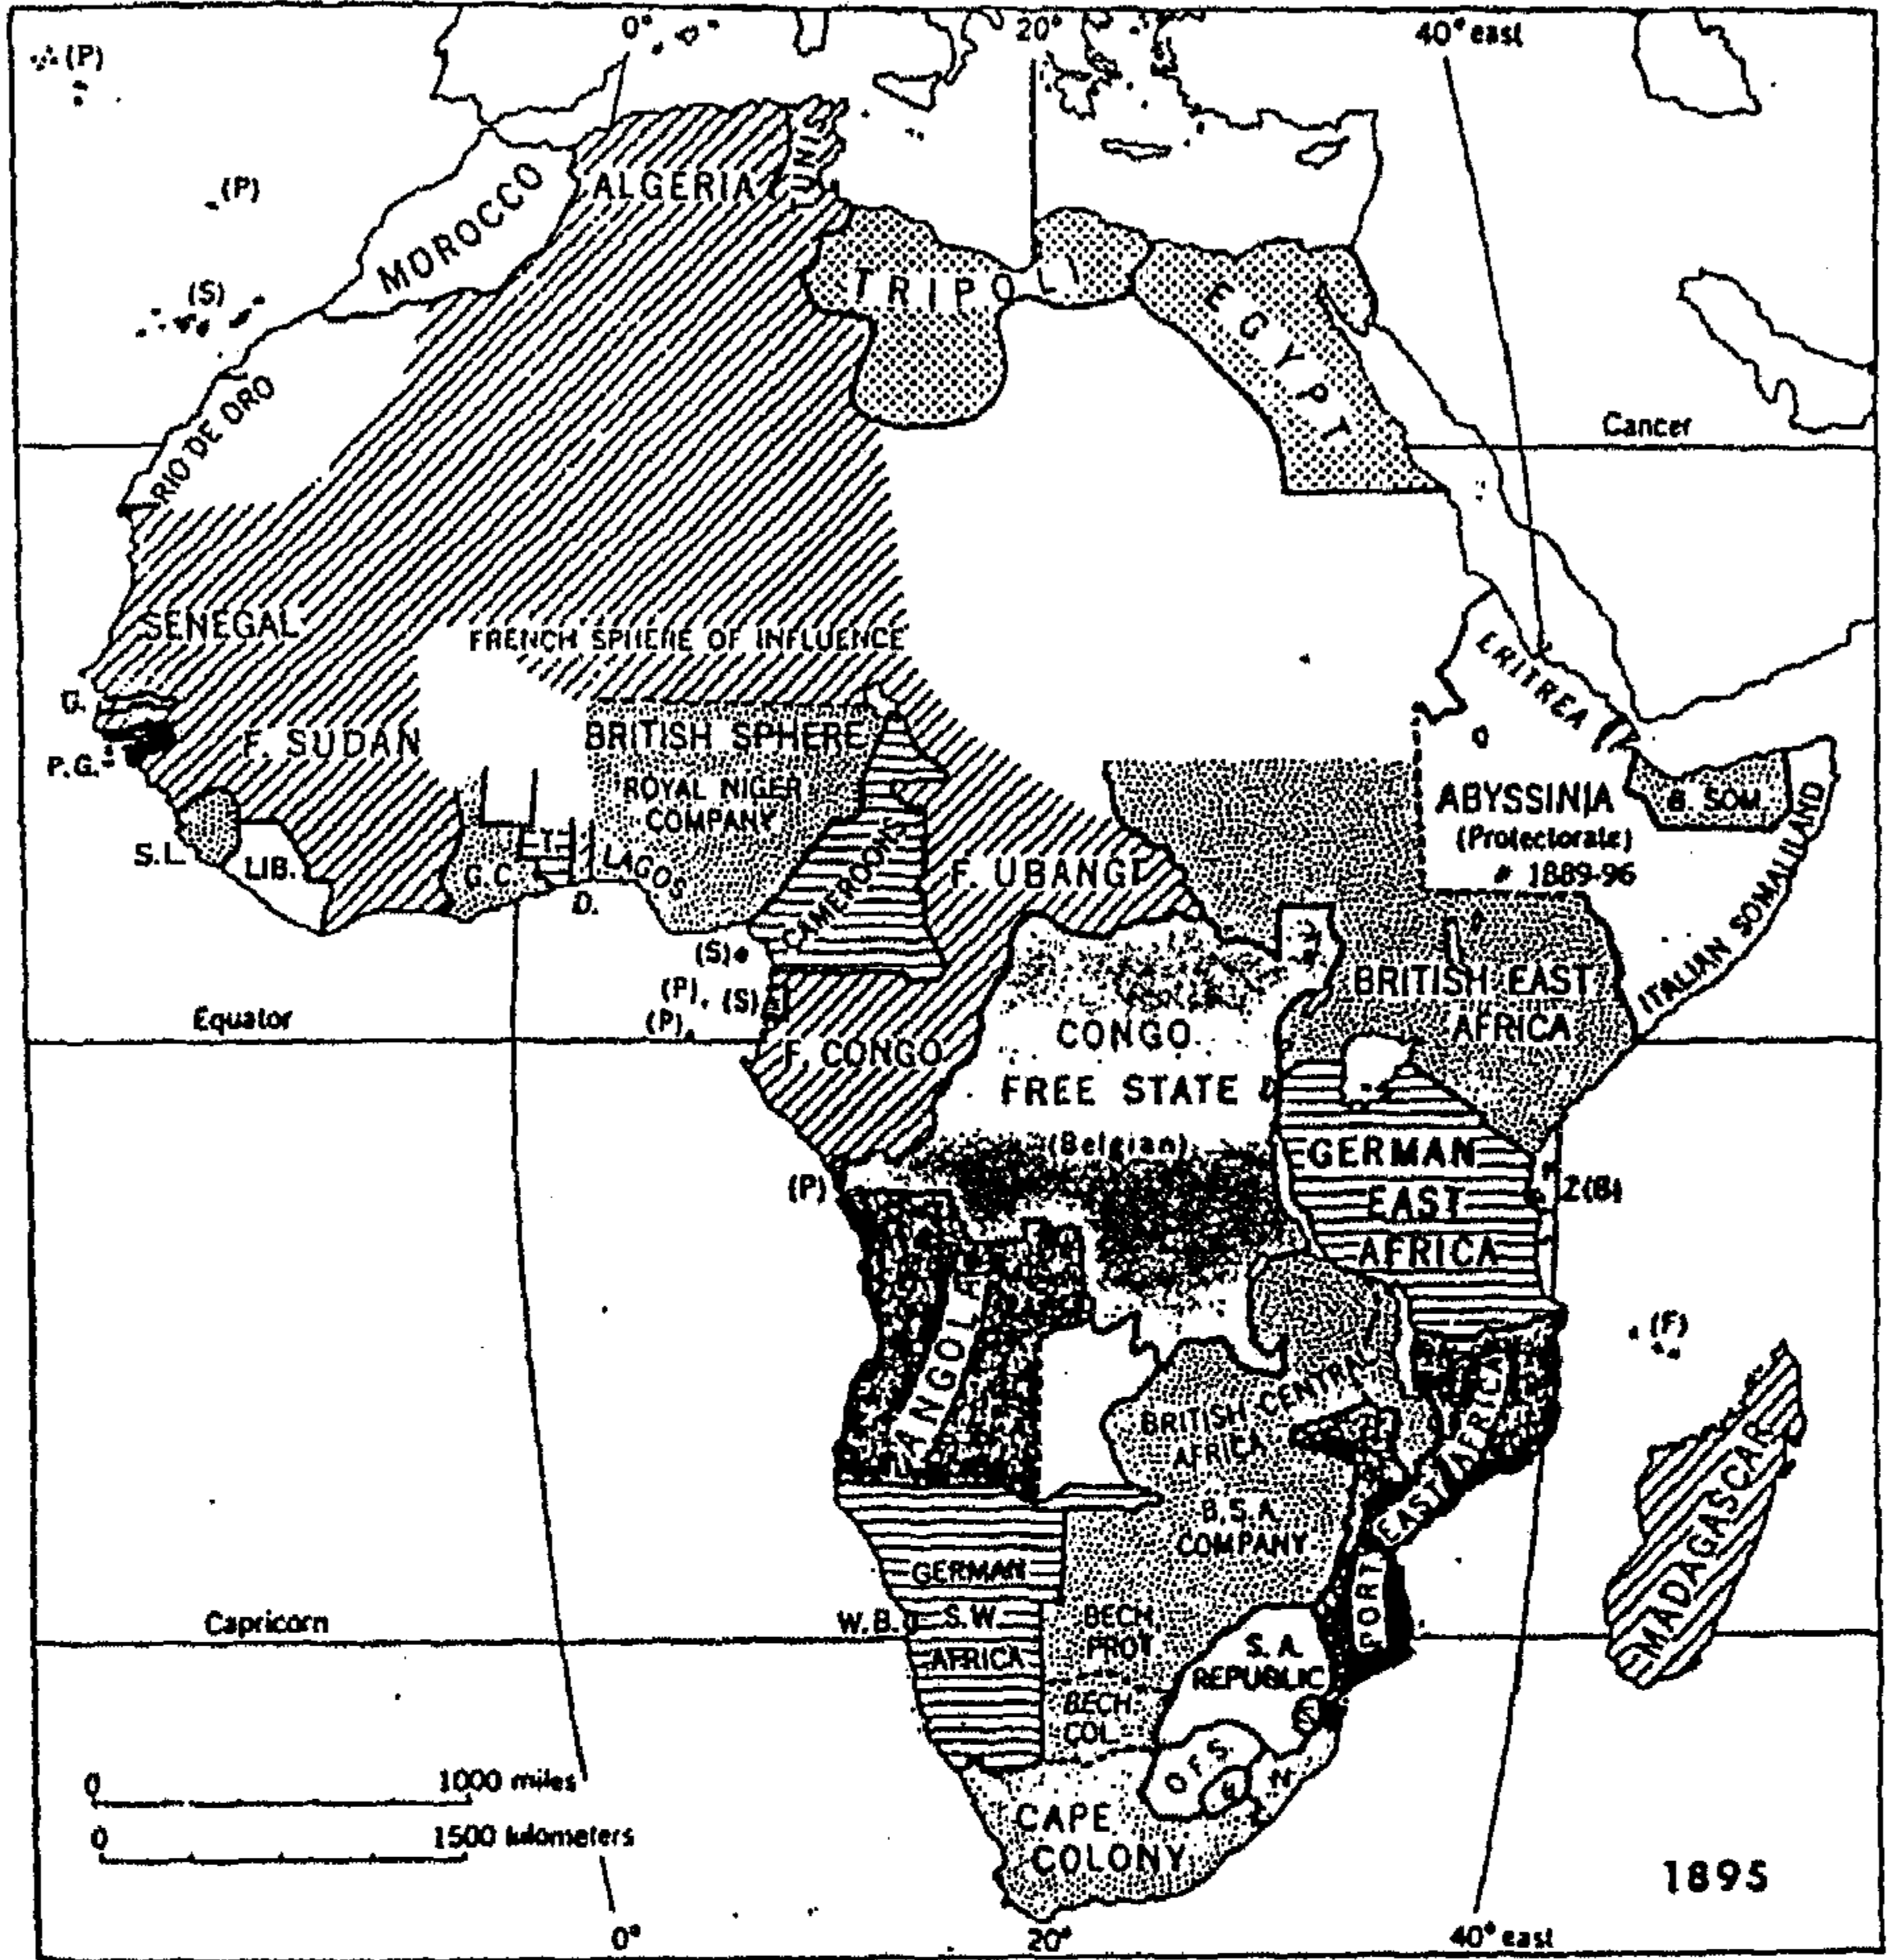 0°
20°
40° east
(P)
(P)
(S)
MOROCCO
ALGERIA
TUNIS
TRIPOLI
EGYPT
RIO DE ORO
Cancer
SENEGAL
FRENCH SPHERE OF INFLUENCE
ERITREA
G.
P.G.
F. SUDAN
BRITISH SPHERE
ROYAL NIGER
COMPANY
ABYSSINIA
(Protectorate)
1889-96
B. SOM.
ITALIAN SOMALILAND
S.L.
LIB.
G.C.
T.
D.
LAGOS
CAMEROONS
F. UBANGI
(S)
(P)
(S)
(P)
Equator
F. CONGO
CONGO
FREE STATE
(Belgian)
BRITISH EAST
AFRICA
GERMAN
EAST
AFRICA
(P)
Z(B)
ANGOLA
(F)
BRITISH CENTRAL
AFRICA
PORT.
EAST AFRICA
MADAGASCAR
B.S.A.
COMPANY
GERMAN
S.W.
AFRICA
W.B.
Capricorn
BECH.
PROT.
BECH.
COL.
S. A.
REPUBLIC
S
O.F.S.
N
CAPE
COLONY
0
1000 miles
0
1500 kilometers
1895
0°
20°
40° east